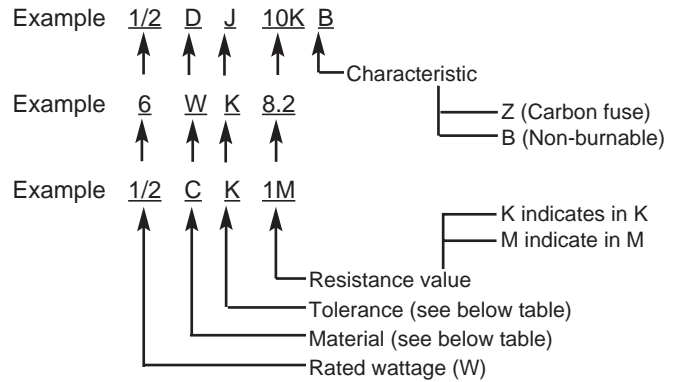 Example 1/2 D J 10K B
Characteristic
Example 6 W K 8.2
Z (Carbon fuse)
B (Non-burnable)
Example 1/2 C K 1M
K indicates in K
M indicate in M
Resistance value
Tolerance (see below table)
Material (see below table)
Rated wattage (W)